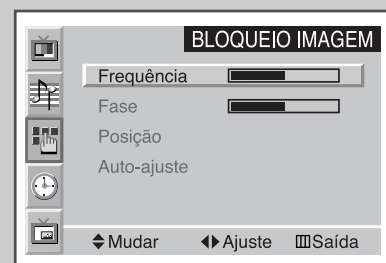 BLOQUEIO IMAGEM
Frequência
Fase
Posição
Auto-ajuste
Mudar Ajuste Saída